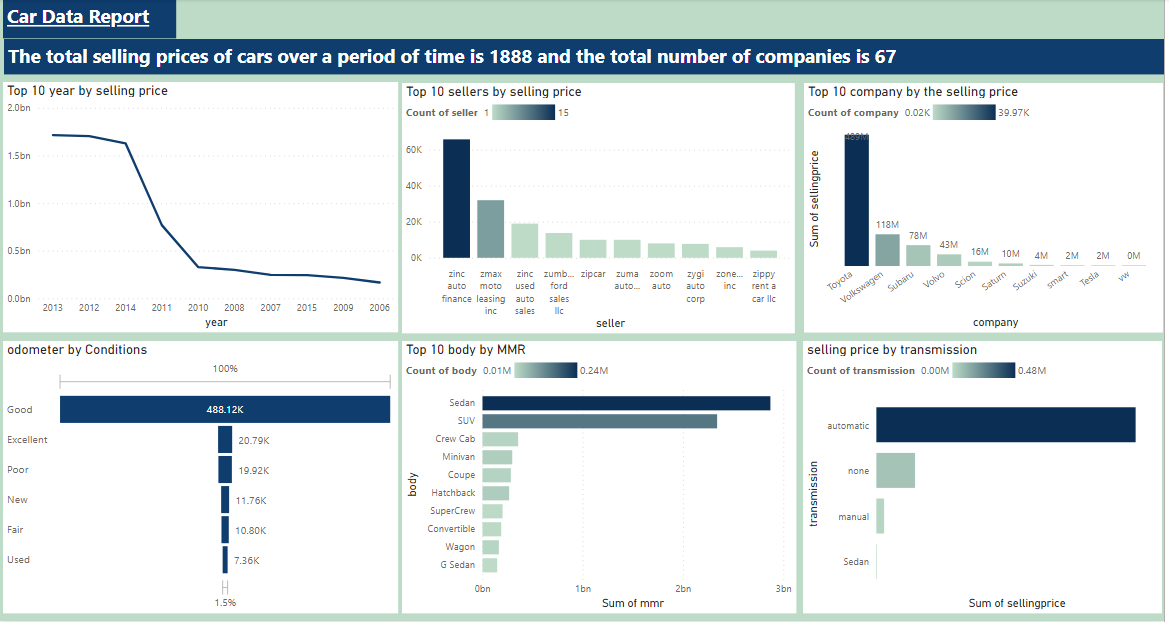 Car Data Report
The total selling prices of cars over a period of time is 1888 and the total number of companies is 67
Top 10 year by selling price
2.0bn
1.5bn
1.0bn
0.5bn
0.0bn
2013 2012 2014 2011 2010 2008 2007 2015 2009 2006
year
Top 10 sellers by selling price
Count of seller 1 15
60K
40K
20K
0K
zinc auto finance
zmax moto leasing inc
zinc used auto sales
zumb... ford sales llc
zipcar
zuma auto...
zoom auto
zygi auto corp
zone... inc
zippy rent a car llc
seller
Top 10 company by the selling price
Count of company 0.02K 39.97K
Sum of sellingprice
489M
118M
78M
43M
16M
10M
4M
2M
2M
0M
Toyota
Volkswagen
Subaru
Volvo
Scion
Saturn
Suzuki
smart
Tesla
vw
company
odometer by Conditions
100%
Good 488.12K
Excellent 20.79K
Poor 19.92K
New 11.76K
Fair 10.80K
Used 7.36K
1.5%
Top 10 body by MMR
Count of body 0.01M 0.24M
body
Sedan
SUV
Crew Cab
Minivan
Coupe
Hatchback
SuperCrew
Convertible
Wagon
G Sedan
0bn 1bn 2bn 3bn
Sum of mmr
selling price by transmission
Count of transmission 0.00M 0.48M
transmission
automatic
none
manual
Sedan
Sum of sellingprice